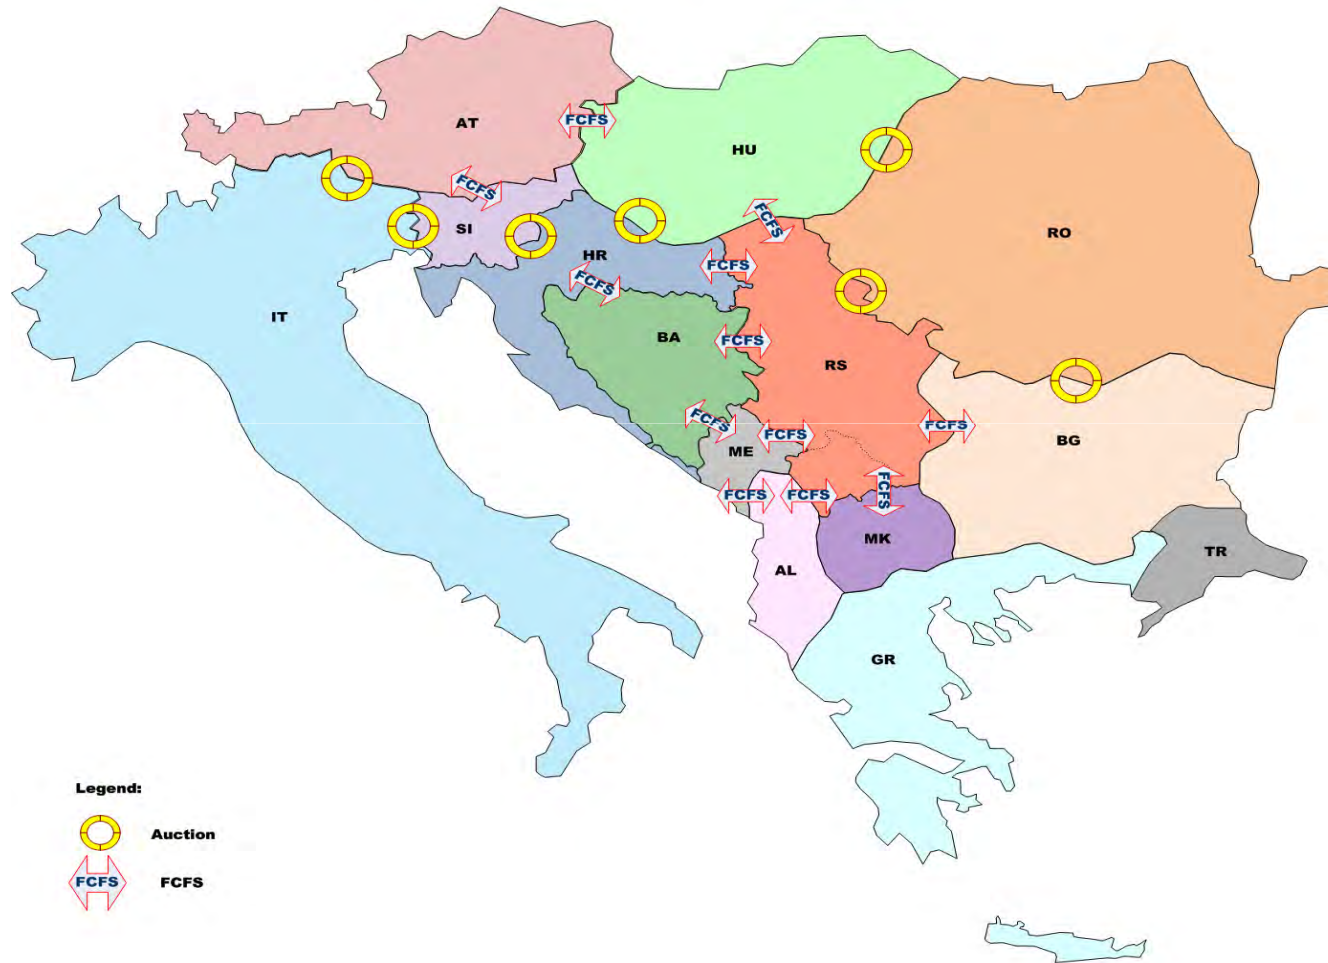 AT
FCFS
HU
FCFS
SI
FCFS
RO
HR
FCFS
FCFS
IT
BA
FCFS
RS
FCFS
ME
FCFS
FCFS
BG
FCFS
FCFS
FCFS
MK
TR
AL
GR
Legend:
Auction
FCFS
FCFS